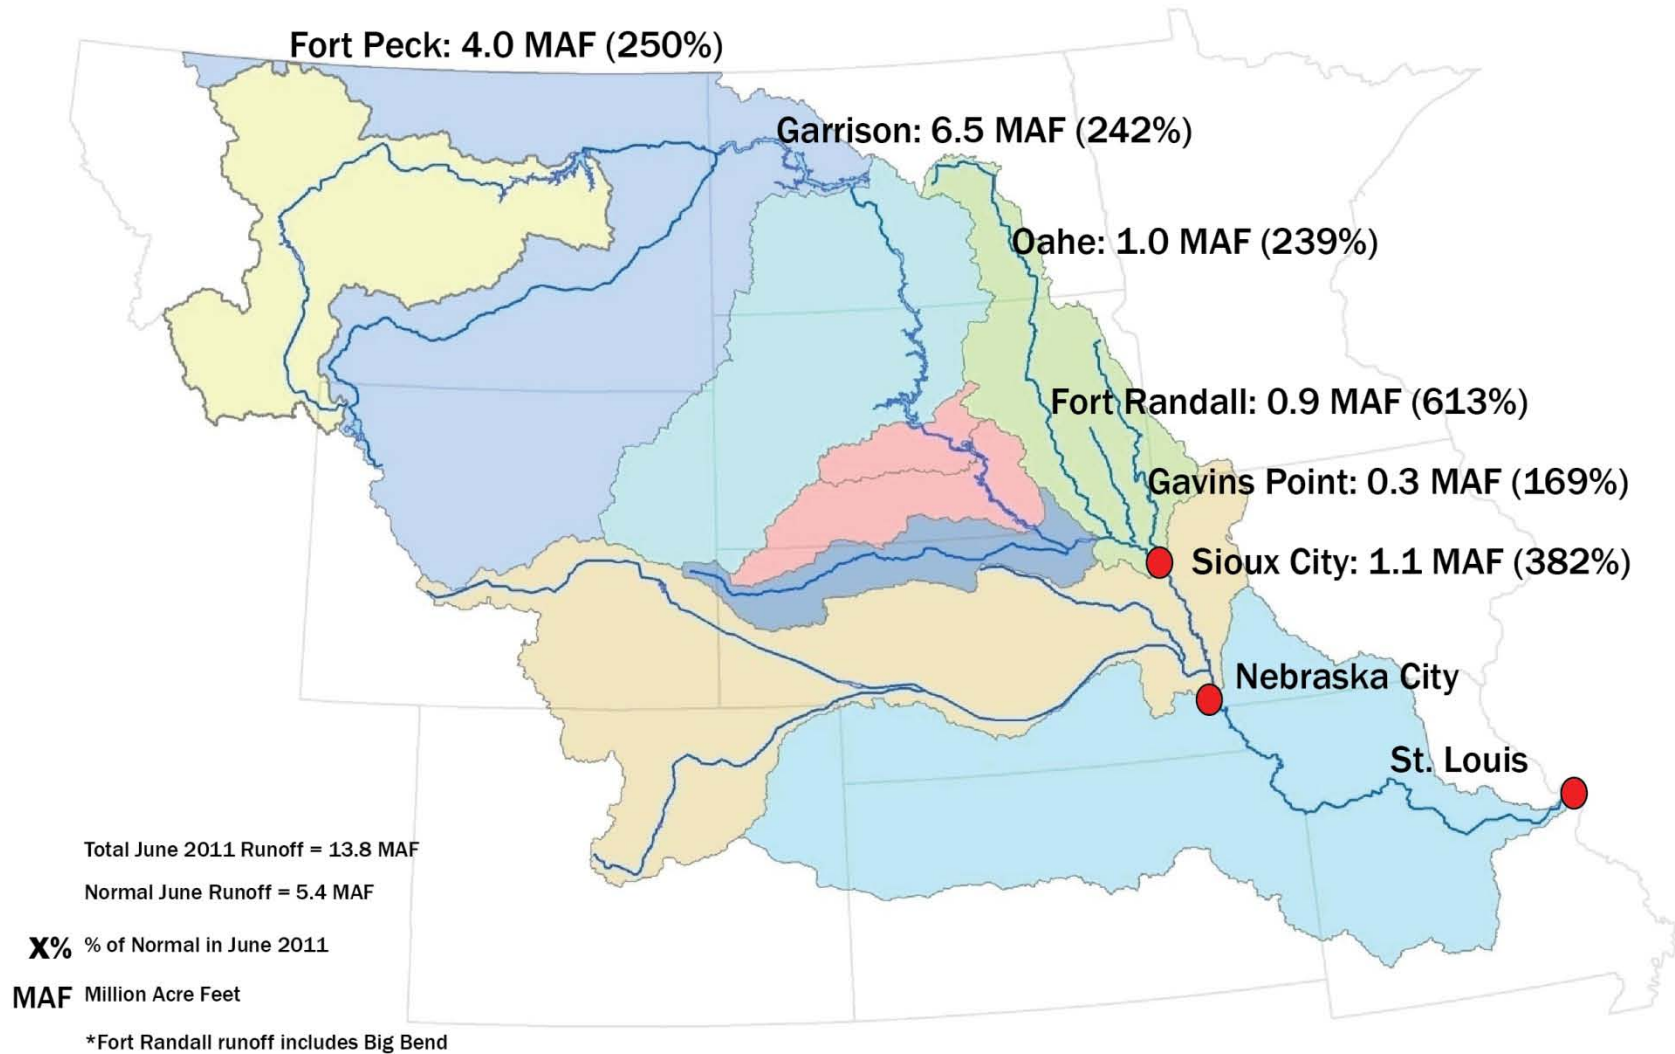 Fort Peck: 4.0 MAF (250%)
Garrison: 6.5 MAF (242%)
Oahe: 1.0 MAF (239%)
Fort Randall: 0.9 MAF (613%)
Gavins Point: 0.3 MAF (169%)
Sioux City: 1.1 MAF (382%)
Nebraska City
St. Louis
Total June 2011 Runoff = 13.8 MAF
Normal June Runoff = 5.4 MAF
X% % of Normal in June 2011
MAF Million Acre Feet
*Fort Randall runoff includes Big Bend